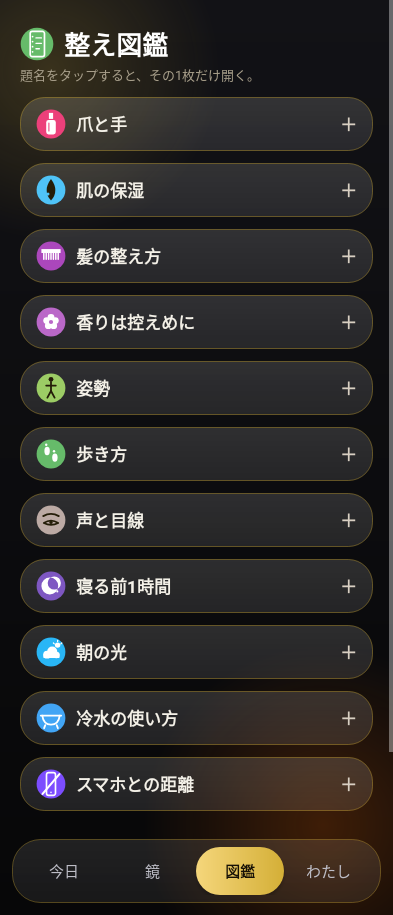 整え図鑑
題名をタップすると、その1枚だけ開く。
爪と手 +
肌の保湿 +
髪の整え方 +
香りは控えめに +
姿勢 +
歩き方 +
声と目線 +
寝る前1時間 +
朝の光 +
冷水の使い方 +
スマホとの距離 +
今日 鏡 図鑑 わたし